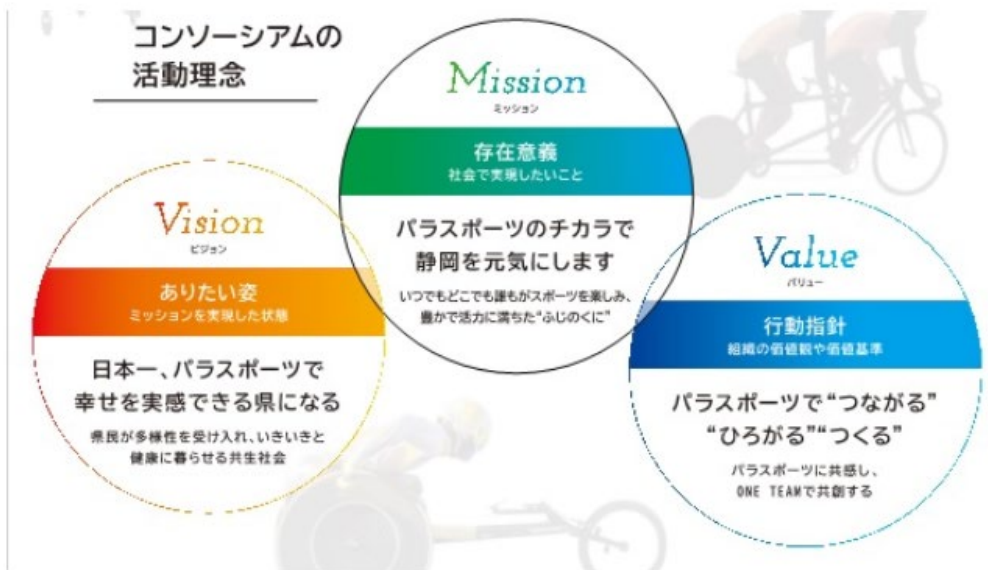 コンソーシアムの
活動理念
Mission
ミッション
存在意義
社会で実現したいこと
パラスポーツのチカラで
静岡を元気にします
いつでもどこでも誰もがスポーツを楽しみ、
豊かで活力に満ちた“ふじのくに”
Vision
ビジョン
ありたい姿
ミッションを実現した状態
日本一、パラスポーツで
幸せを実感できる県になる
県民が多様性を受け入れ、いきいきと
健康に暮らせる共生社会
Value
バリュー
行動指針
組織の価値観や価値基準
パラスポーツで“つながる”
“ひろがる”“つくる”
パラスポーツに共感し、
ONE TEAMで共創する